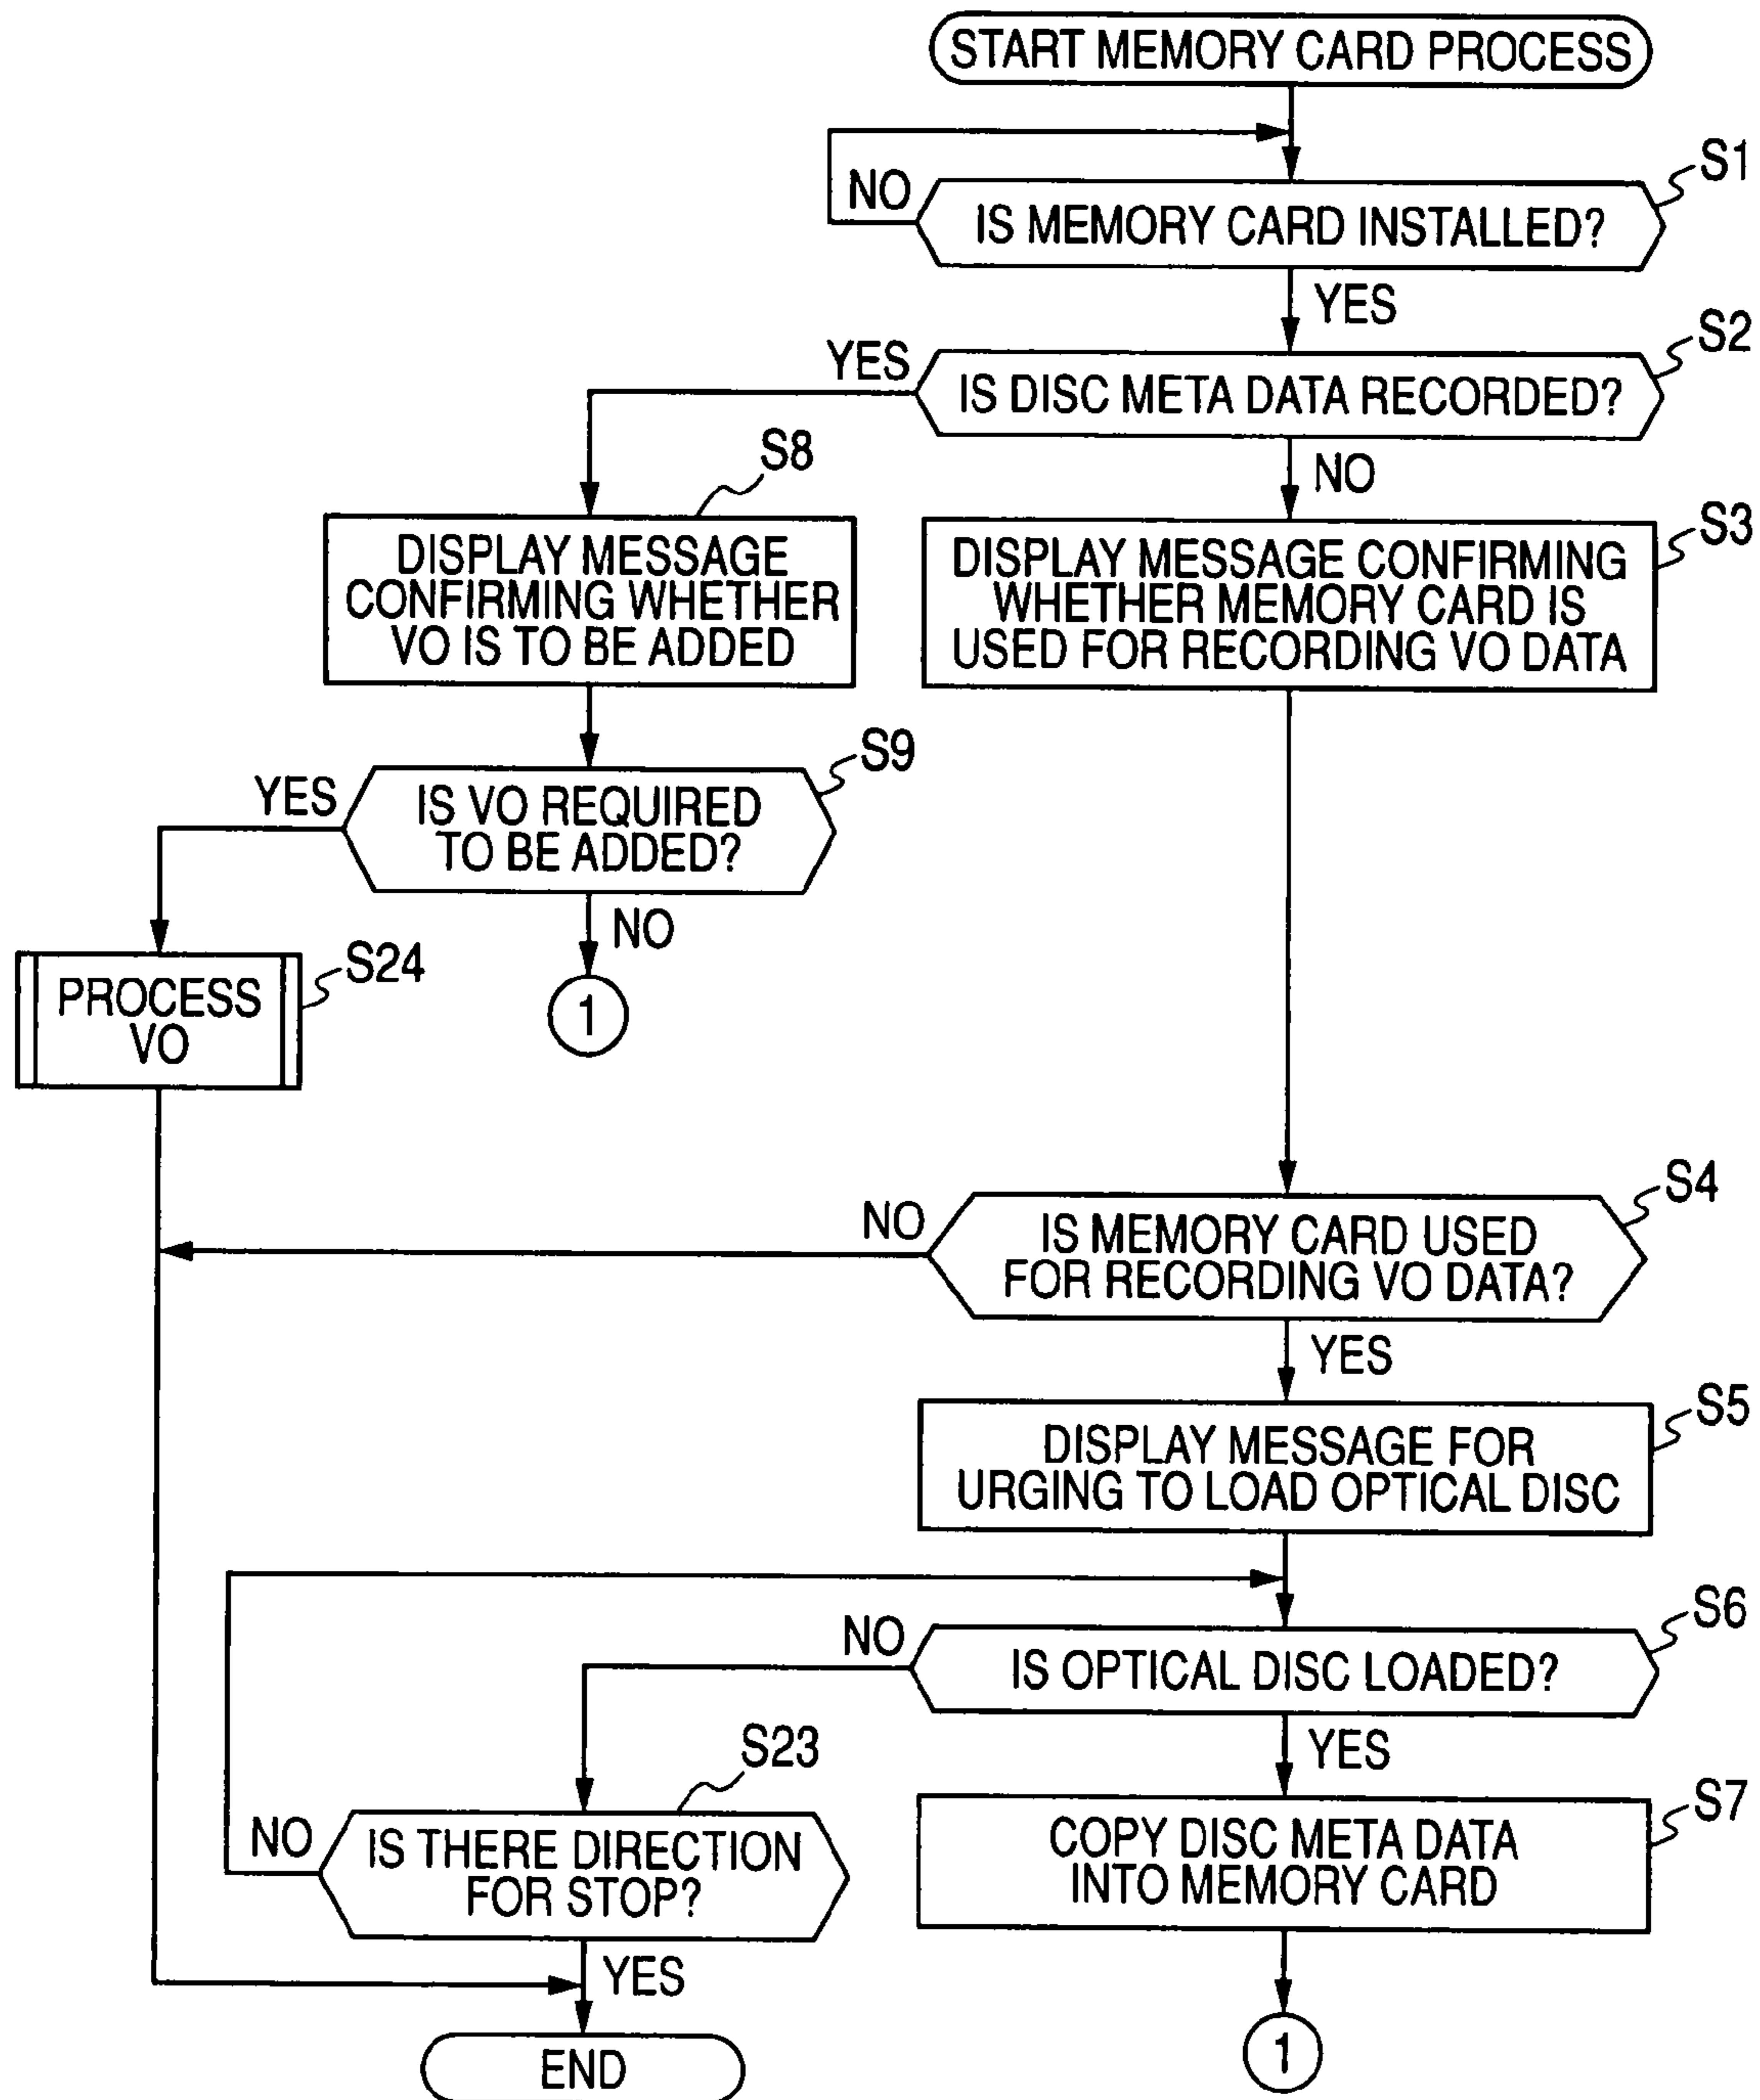 START MEMORY CARD PROCESS
S1
NO
IS MEMORY CARD INSTALLED?
YES
S2
YES
IS DISC META DATA RECORDED?
NO
S8
DISPLAY MESSAGE
CONFIRMING WHETHER
VO IS TO BE ADDED
S3
DISPLAY MESSAGE CONFIRMING
WHETHER MEMORY CARD IS
USED FOR RECORDING VO DATA
S9
YES
IS VO REQUIRED
TO BE ADDED?
NO
S24
PROCESS
VO
1
S4
NO
IS MEMORY CARD USED
FOR RECORDING VO DATA?
YES
S5
DISPLAY MESSAGE FOR
URGING TO LOAD OPTICAL DISC
S6
NO
IS OPTICAL DISC LOADED?
YES
S23
NO
IS THERE DIRECTION
FOR STOP?
YES
S7
COPY DISC META DATA
INTO MEMORY CARD
END
1